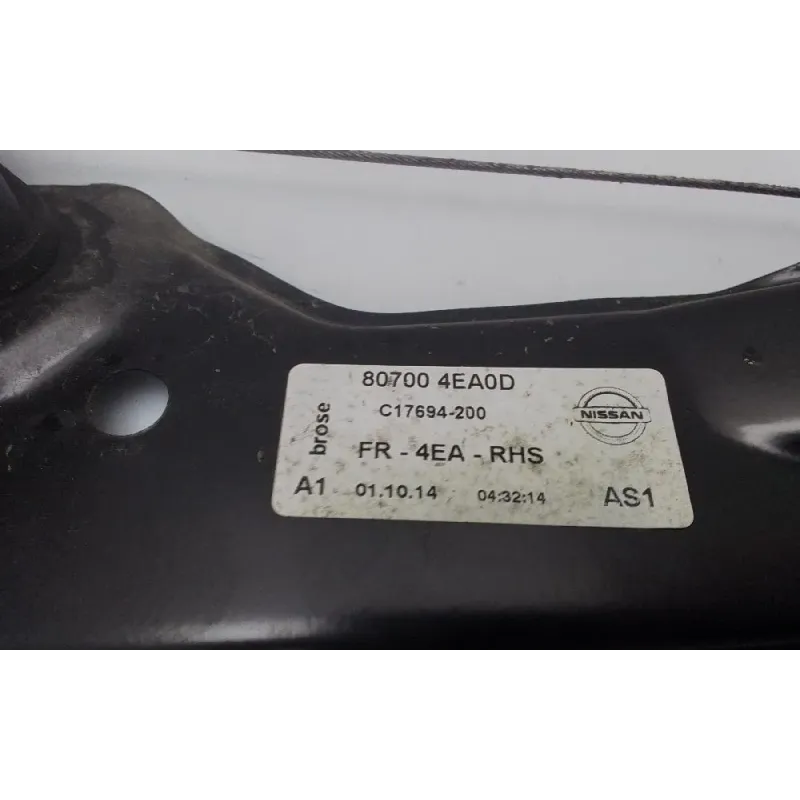 80700 4EA0D
C17694-200
NISSAN
brose
FR - 4EA - RHS
A1 01.10.14 04:32:14 AS1